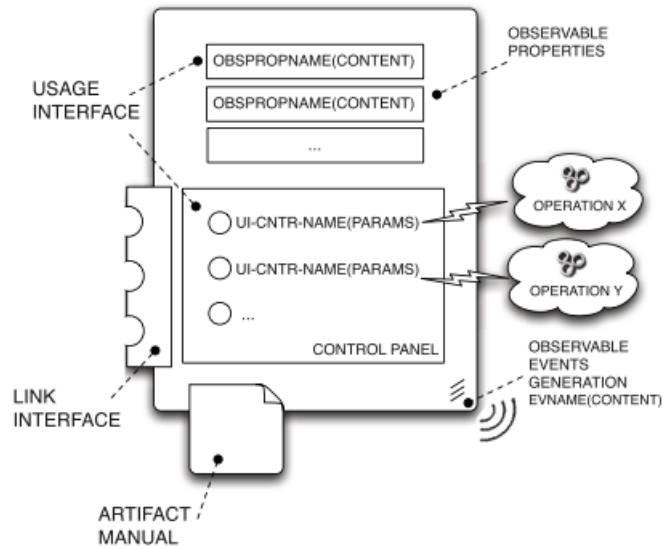 OBSERVABLE
PROPERTIES
OBSPROPNAME(CONTENT)
USAGE
INTERFACE
OBSPROPNAME(CONTENT)
...
UI-CNTR-NAME(PARAMS)
OPERATION X
UI-CNTR-NAME(PARAMS)
OPERATION Y
...
CONTROL PANEL
OBSERVABLE
EVENTS
GENERATION
EVNAME(CONTENT)
LINK
INTERFACE
ARTIFACT
MANUAL